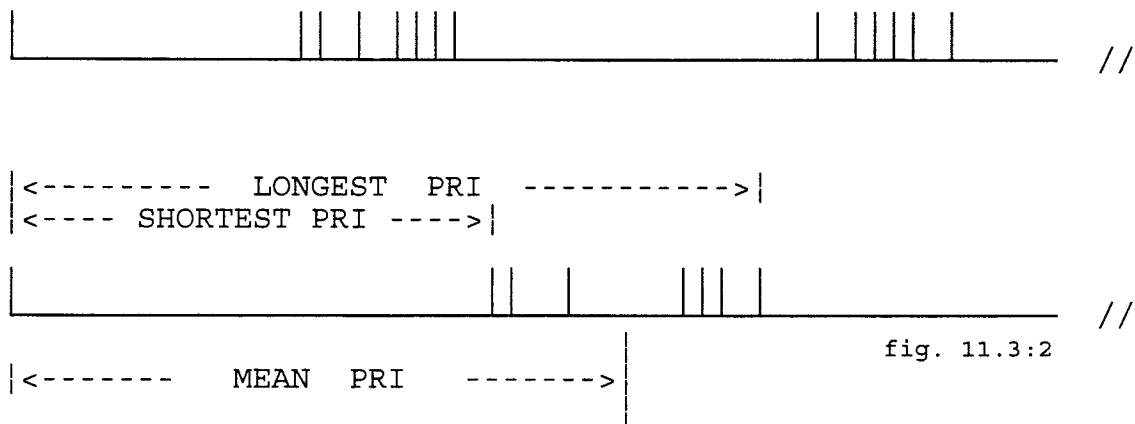 //
|<--------- LONGEST PRI ----------->|
|<---- SHORTEST PRI ---->|
//
fig. 11.3:2
|<------- MEAN PRI ------->|